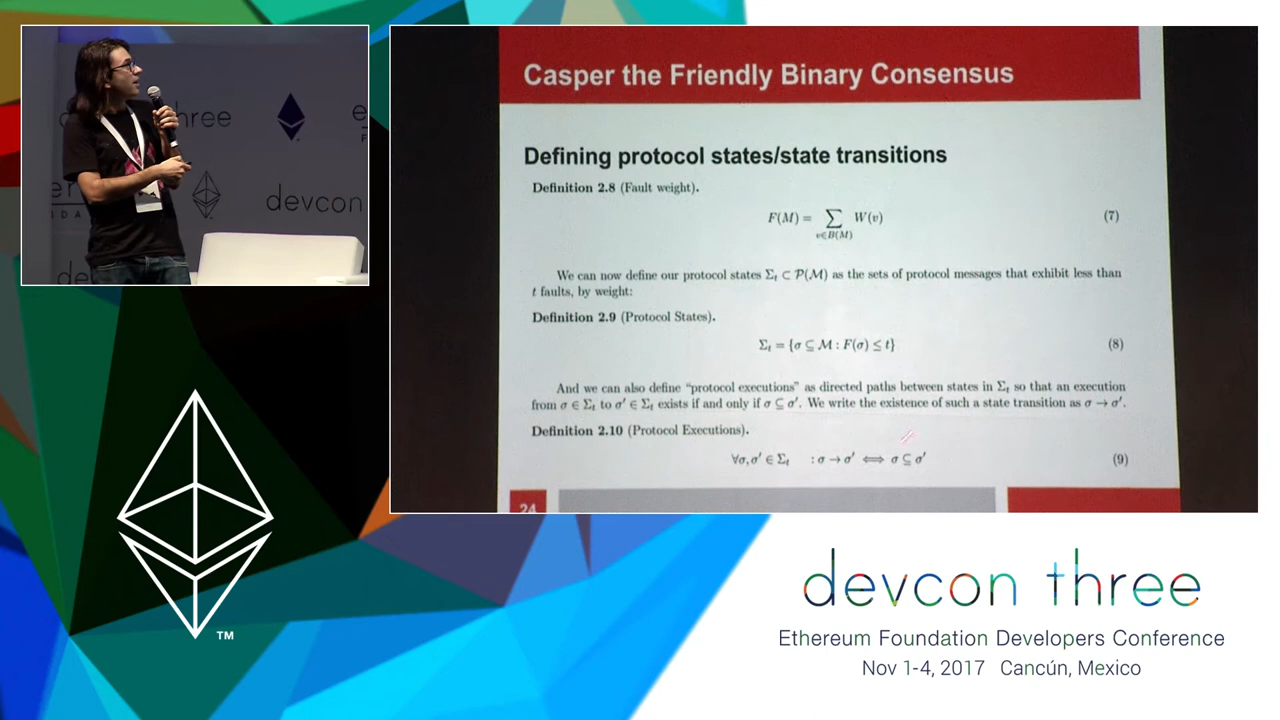 three
devcon
Casper the Friendly Binary Consensus
Defining protocol states/state transitions
Definition 2.8 (Fault weight).
F(M) = ∑ W(v) (7)
v∈B(M)
We can now define our protocol states Σₜ ⊂ 𝒫(ℳ) as the sets of protocol messages that exhibit less than
t faults, by weight:
Definition 2.9 (Protocol States).
Σₜ = {σ ⊆ ℳ : F(σ) ≤ t} (8)
And we can also define “protocol executions” as directed paths between states in Σₜ so that an execution
from σ ∈ Σₜ to σ′ ∈ Σₜ exists if and only if σ ⊆ σ′. We write the existence of such a state transition as σ → σ′.
Definition 2.10 (Protocol Executions).
∀σ, σ′ ∈ Σₜ : σ → σ′ ⟺ σ ⊆ σ′ (9)
24
TM
devcon three
Ethereum Foundation Developers Conference
Nov 1-4, 2017 Cancún, Mexico